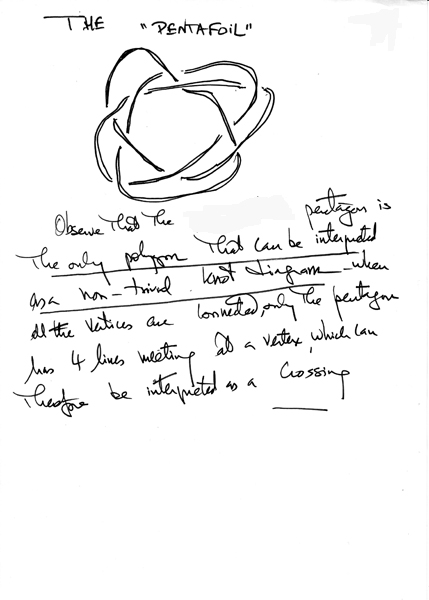 THE "PENTAFOIL"
Observe That The pentagon is
The only polygon That can be interpreted
as a non-trivial knot diagram – when
all the vertices are connected, only The pentagon
has 4 lines meeting at a vertex, which can
Therefore be interpreted as a Crossing